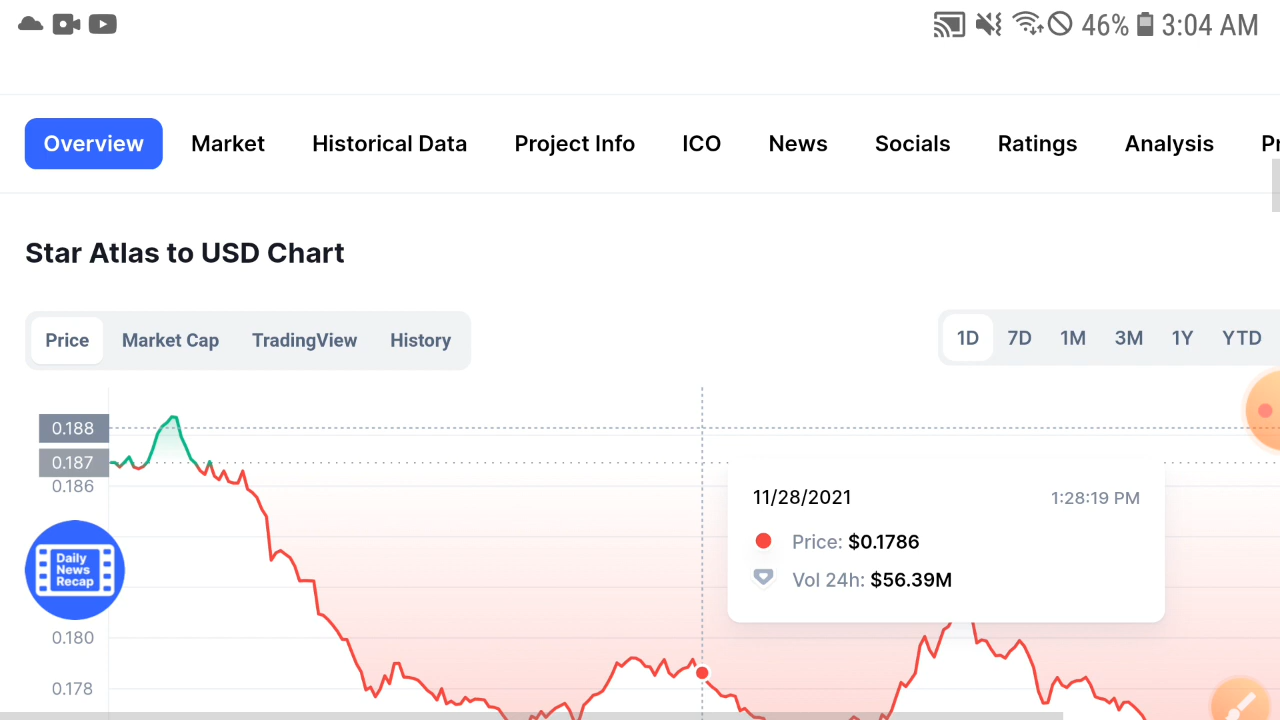 46% 3:04 AM
Overview Market Historical Data Project Info ICO News Socials Ratings Analysis
Star Atlas to USD Chart
Price Market Cap TradingView History 1D 7D 1M 3M 1Y YTD
0.188
0.187
0.186
11/28/2021 1:28:19 PM
Price: $0.1786
Vol 24h: $56.39M
Daily
News
Recap
0.180
0.178